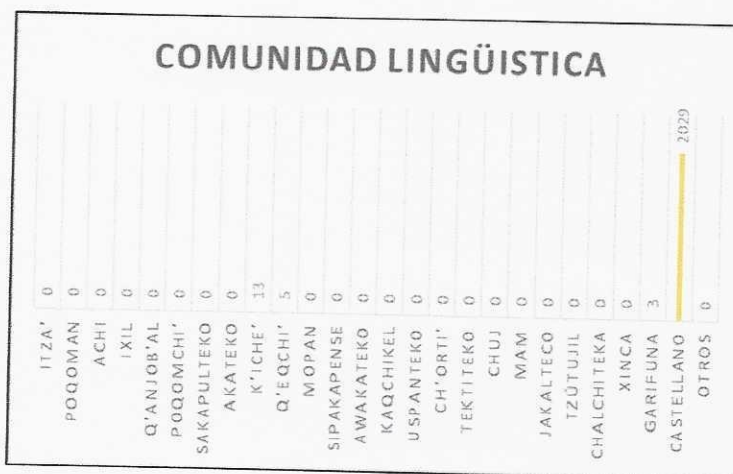 COMUNIDAD LINGÜISTICA
ITZA' 0
POQOMAN 0
ACHI 0
IXIL 0
Q'ANJOB'AL 0
POQOMCHI' 0
SAKAPULTEKO 0
AKATEKO 0
K'ICHE' 13
Q'EQCHI' 5
MOPAN 0
SIPAKAPENSE 0
AWAKATEKO 0
KAQCHIKEL 0
USPANTEKO 0
CH'ORTI' 0
TEKTITEKO 0
CHUJ 0
MAM 0
JAKALTECO 0
TZÚTUJIL 0
CHALCHITEKA 0
XINCA 0
GARIFUNA 3
CASTELLANO 2029
OTROS 0